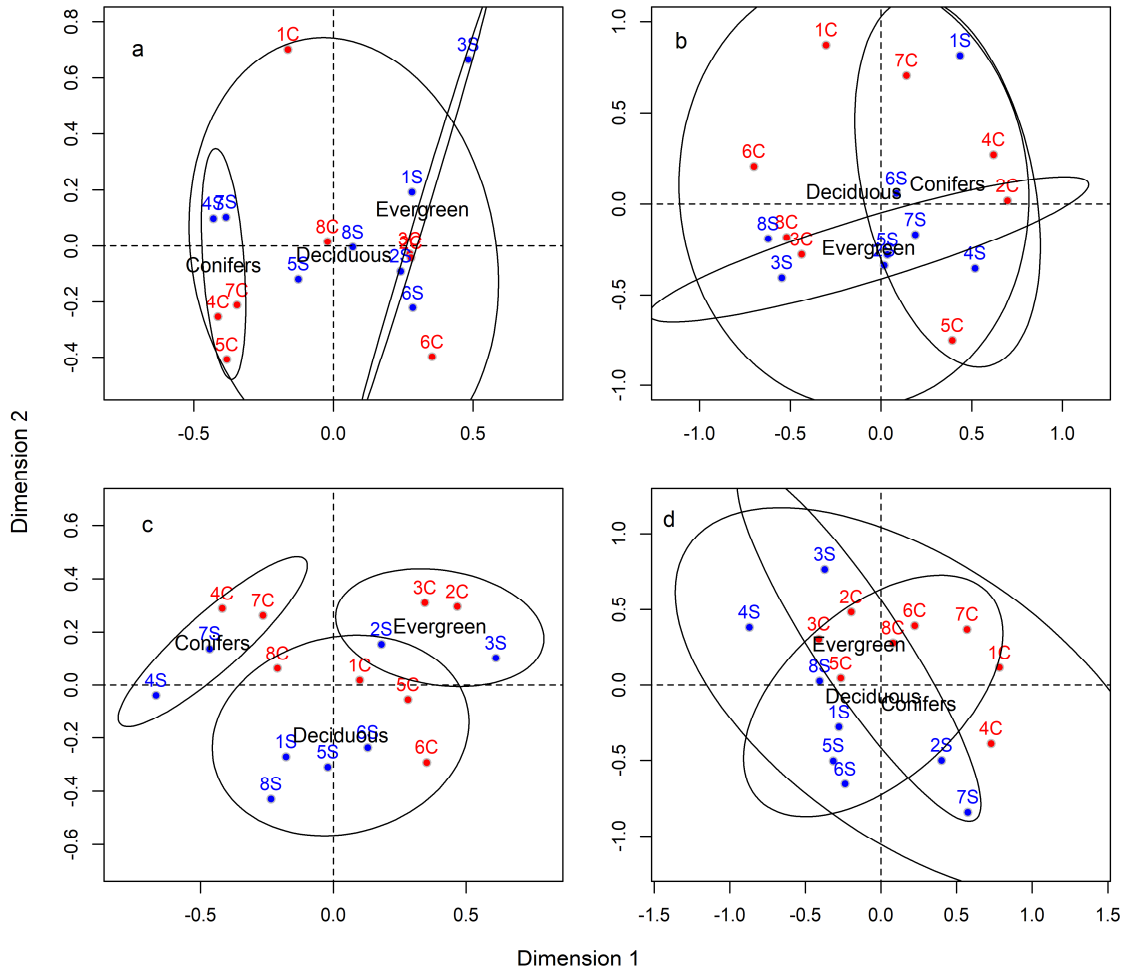 a
1C
3S
1S
Evergreen
4S 7S
8C
8S
3C
2C
Deciduous
2S
5S
Conifers
7C
4C
6S
5C
6C
0.8
0.6
0.4
0.2
0.0
-0.2
-0.4
-0.5 0.0 0.5
b
1C
1S
7C
4C
6C
6S
Conifers
Deciduous
2C
8S 8C
7S
3C
5S
Evergreen
2S
4S
3S
5C
1.0
0.5
0.0
-0.5
-1.0
-1.0 -0.5 0.0 0.5 1.0
Dimension 2
c
4C
7C
3C 2C
7S
Conifers
2S
Evergreen
3S
8C
1C
4S
5C
1S
Deciduous
6S
5S
6C
8S
0.6
0.4
0.2
0.0
-0.2
-0.4
-0.6
-0.5 0.0 0.5
d
3S
4S
2C
6C
7C
3C
8C
Evergreen
1C
8S
5C
Deciduous
Conifers
1S
4C
5S
2S
6S
7S
1.0
0.5
0.0
-0.5
-1.0
-1.5 -1.0 -0.5 0.0 0.5 1.0 1.5
Dimension 1